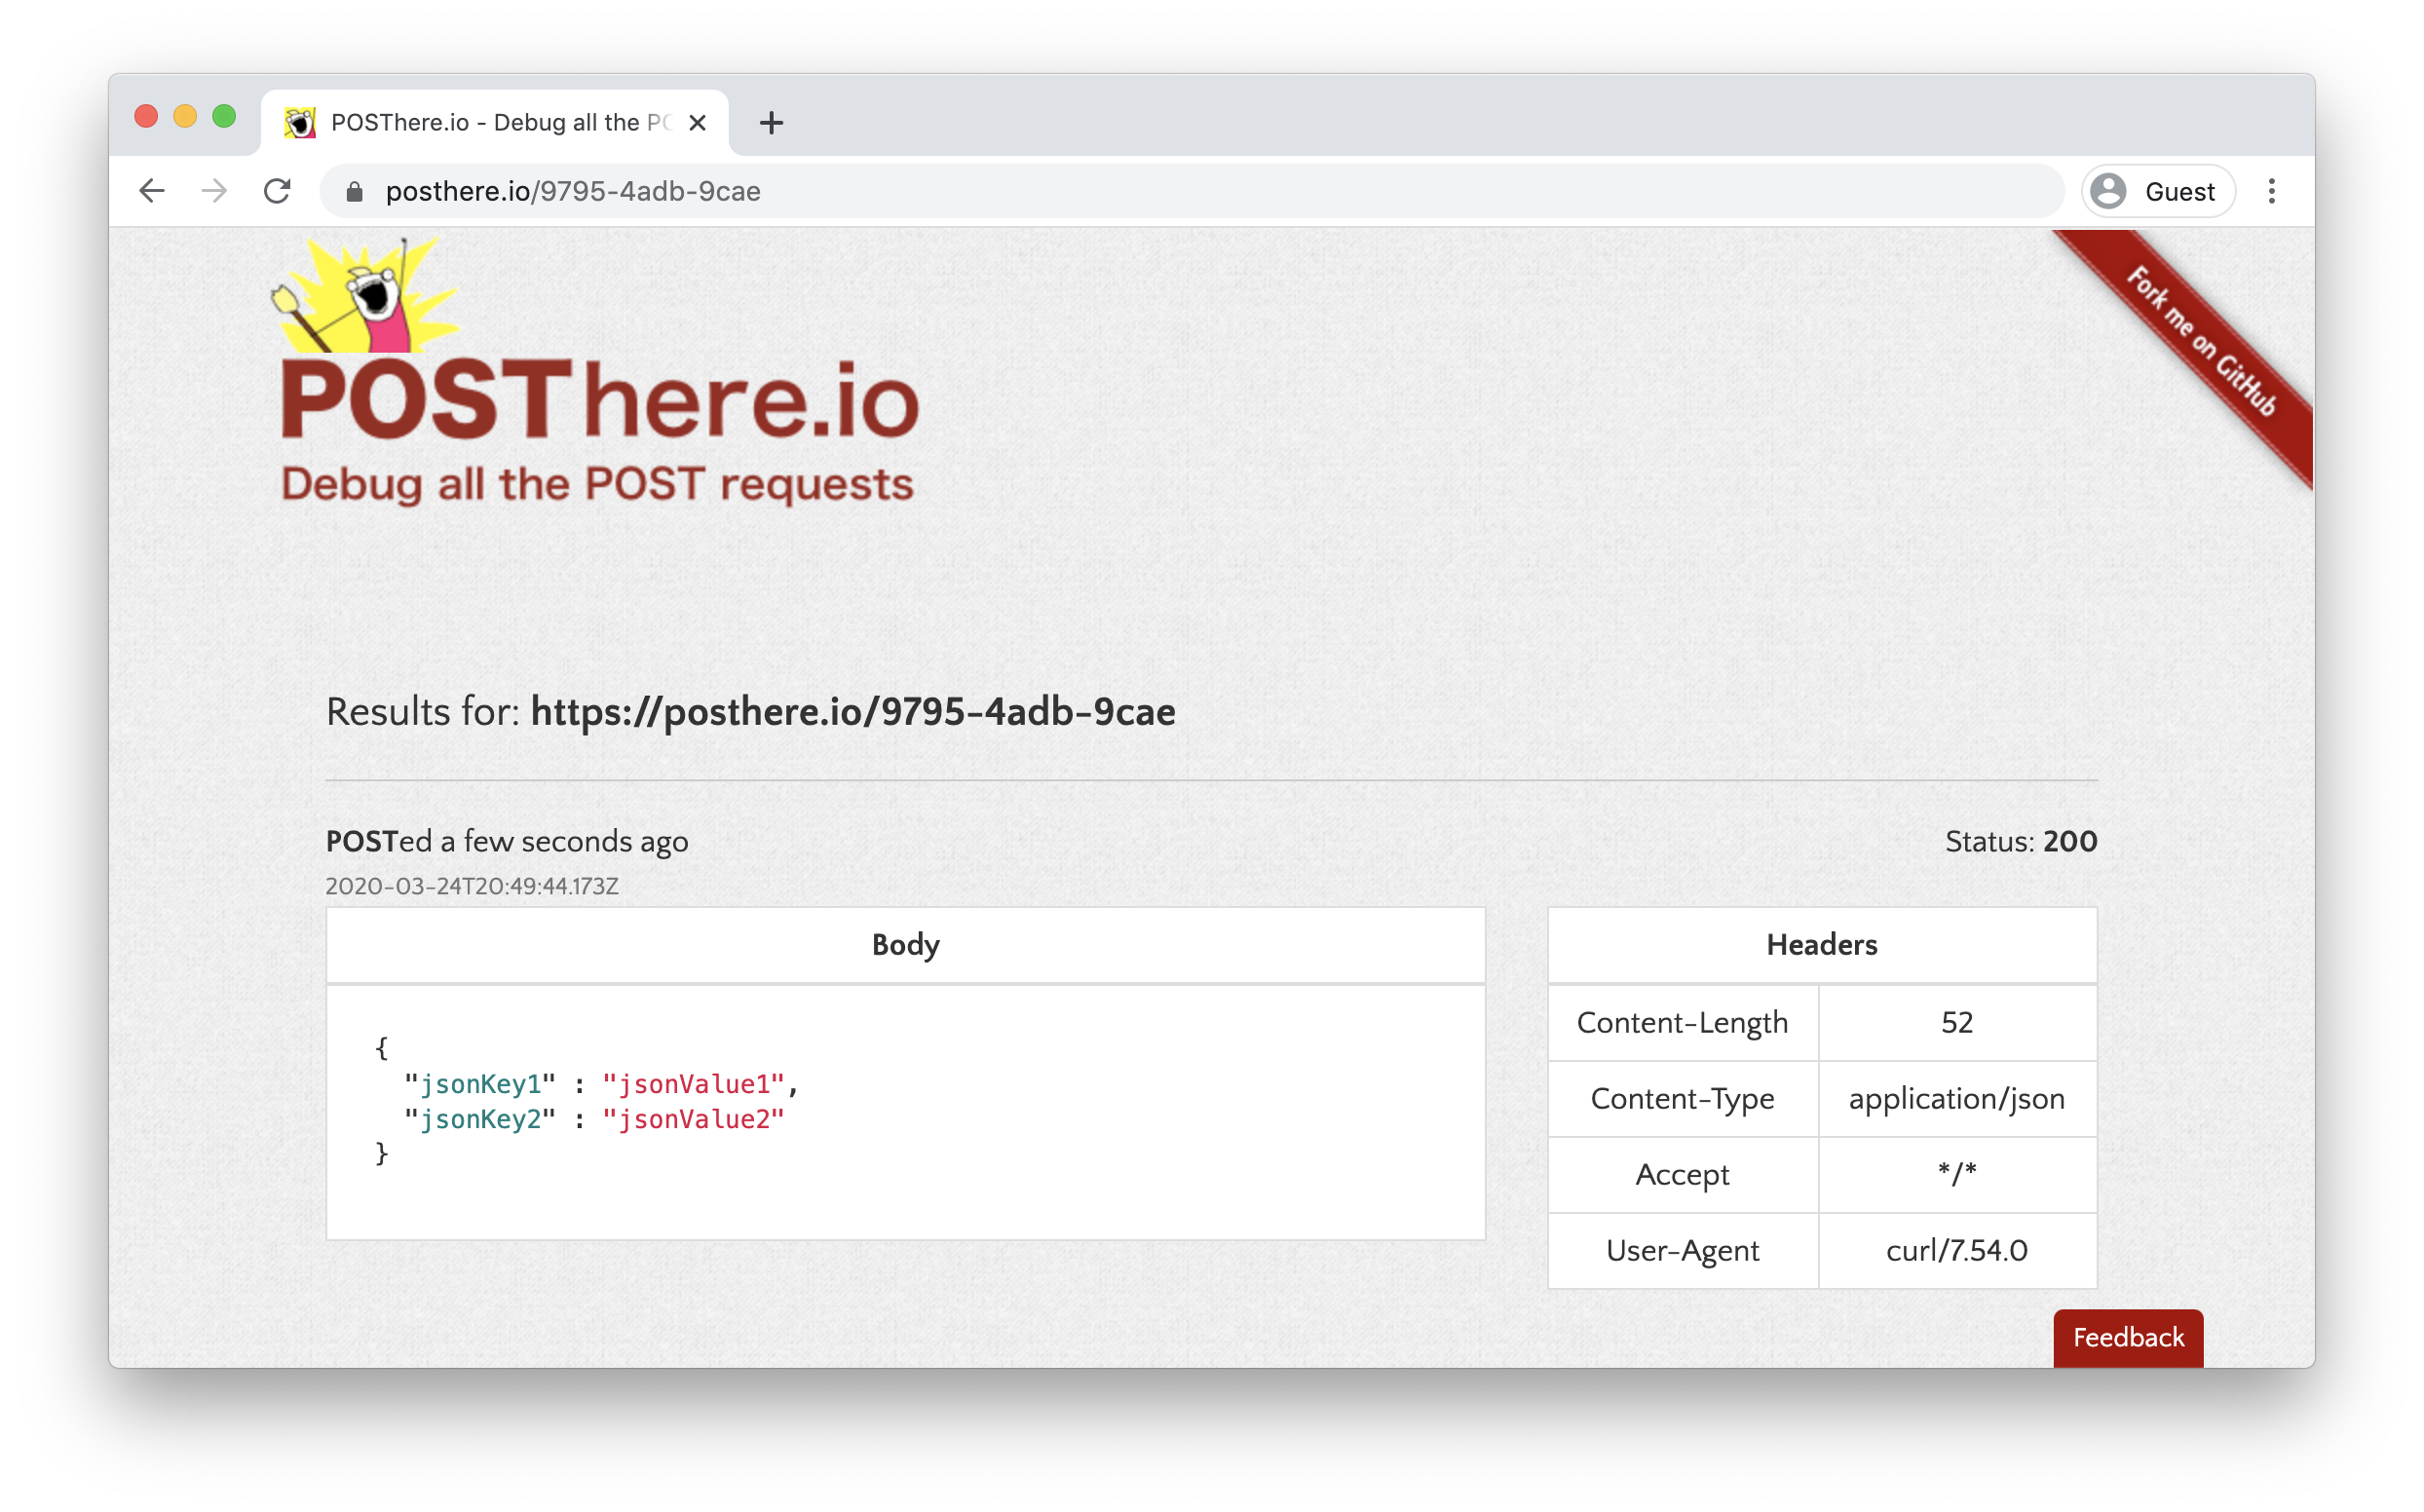 POSThere.io - Debug all the PO
posthere.io/9795-4adb-9cae
Guest
Fork me on GitHub
POSThere.io
Debug all the POST requests
Results for: https://posthere.io/9795-4adb-9cae
POSTed a few seconds ago
Status: 200
2020-03-24T20:49:44.173Z
Body
Headers
{
"jsonKey1" : "jsonValue1",
"jsonKey2" : "jsonValue2"
}
Content-Length 52
Content-Type application/json
Accept */*
User-Agent curl/7.54.0
Feedback